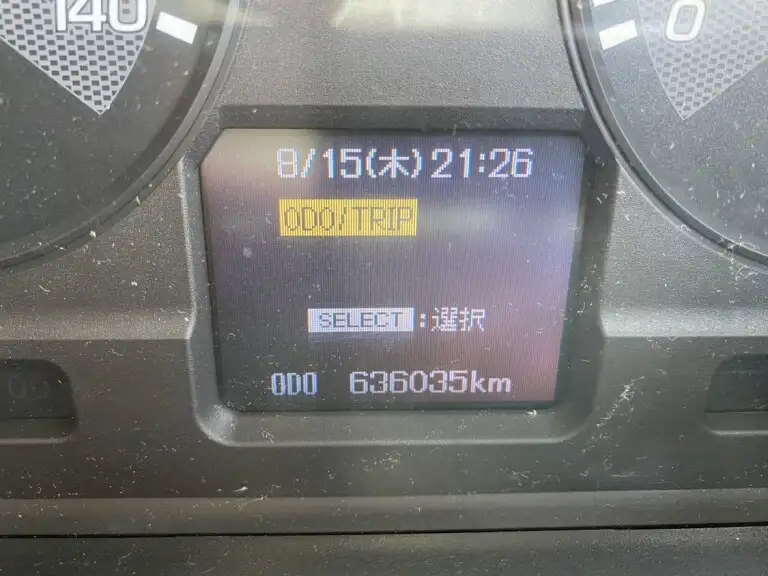 140
0
8/15(木)21:26
ODO/TRIP
SELECT:選択
ODO 636035km